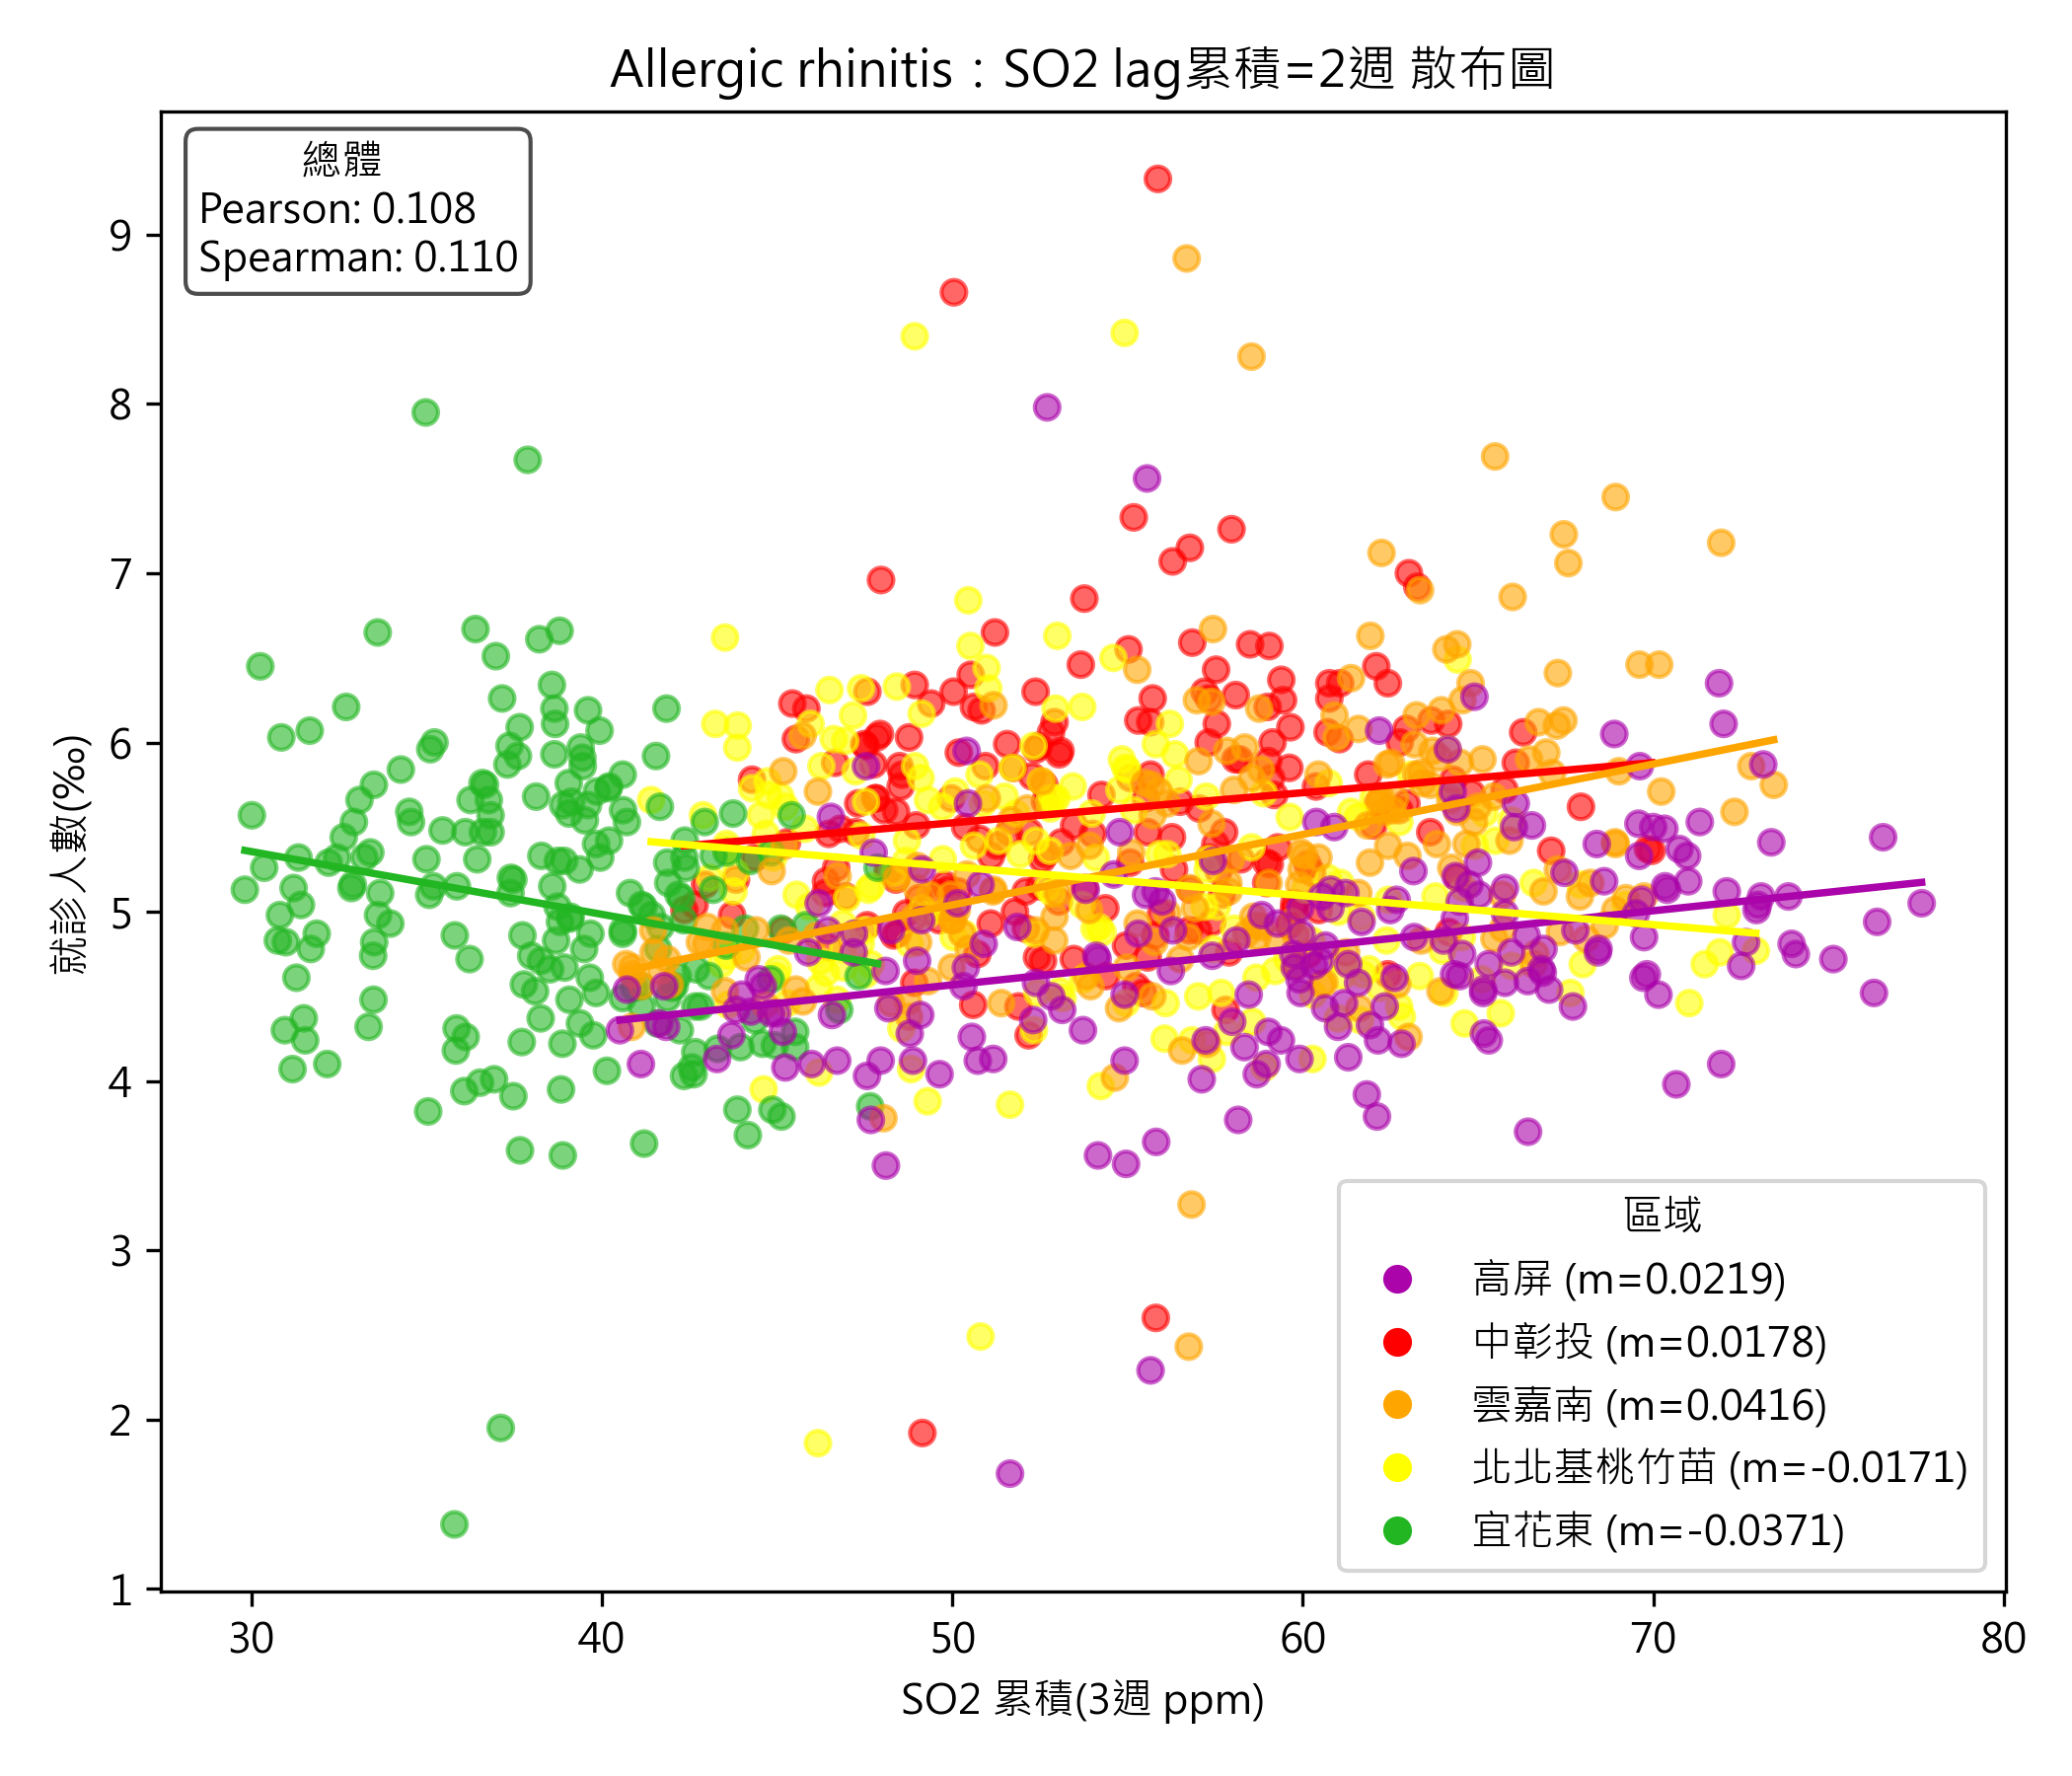 Allergic rhinitis：SO2 lag累積=2週 散布圖
總體
Pearson: 0.108
Spearman: 0.110
就診人數(‰)
9
8
7
6
5
4
3
2
1
區域
高屏 (m=0.0219)
中彰投 (m=0.0178)
雲嘉南 (m=0.0416)
北北基桃竹苗 (m=-0.0171)
宜花東 (m=-0.0371)
30 40 50 60 70 80
SO2 累積(3週 ppm)